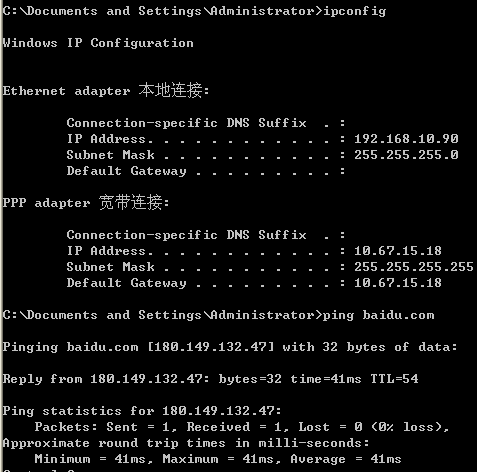 C:\Documents and Settings\Administrator>ipconfig
Windows IP Configuration
Ethernet adapter 本地连接:
Connection-specific DNS Suffix  . :
IP Address. . . . . . . . . . . . : 192.168.10.90
Subnet Mask . . . . . . . . . . . : 255.255.255.0
Default Gateway . . . . . . . . . :
PPP adapter 宽带连接:
Connection-specific DNS Suffix  . :
IP Address. . . . . . . . . . . . : 10.67.15.18
Subnet Mask . . . . . . . . . . . : 255.255.255.255
Default Gateway . . . . . . . . . : 10.67.15.18
C:\Documents and Settings\Administrator>ping baidu.com
Pinging baidu.com [180.149.132.47] with 32 bytes of data:
Reply from 180.149.132.47: bytes=32 time=41ms TTL=54
Ping statistics for 180.149.132.47:
Packets: Sent = 1, Received = 1, Lost = 0 (0% loss),
Approximate round trip times in milli-seconds:
Minimum = 41ms, Maximum = 41ms, Average = 41ms